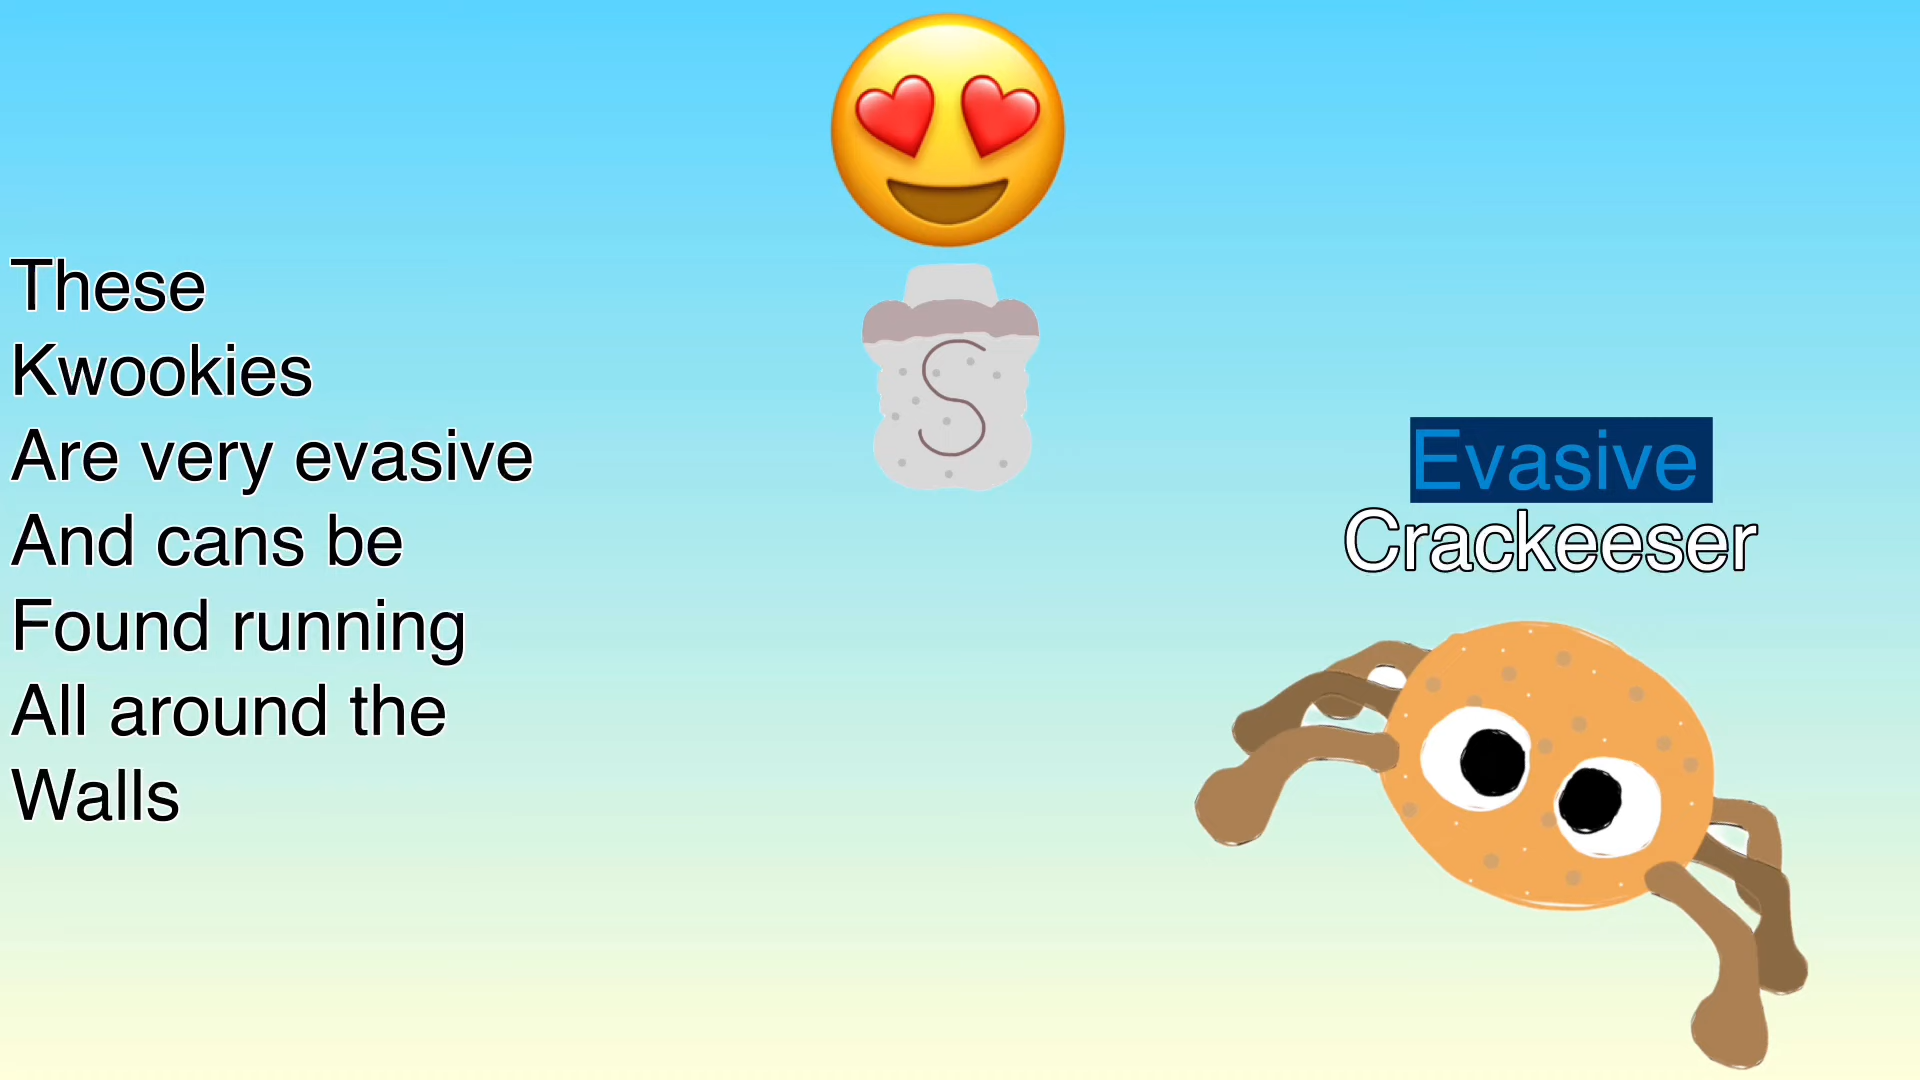 These
Kwookies
Are very evasive
And cans be
Found running
All around the
Walls
S
Evasive
Crackeeser